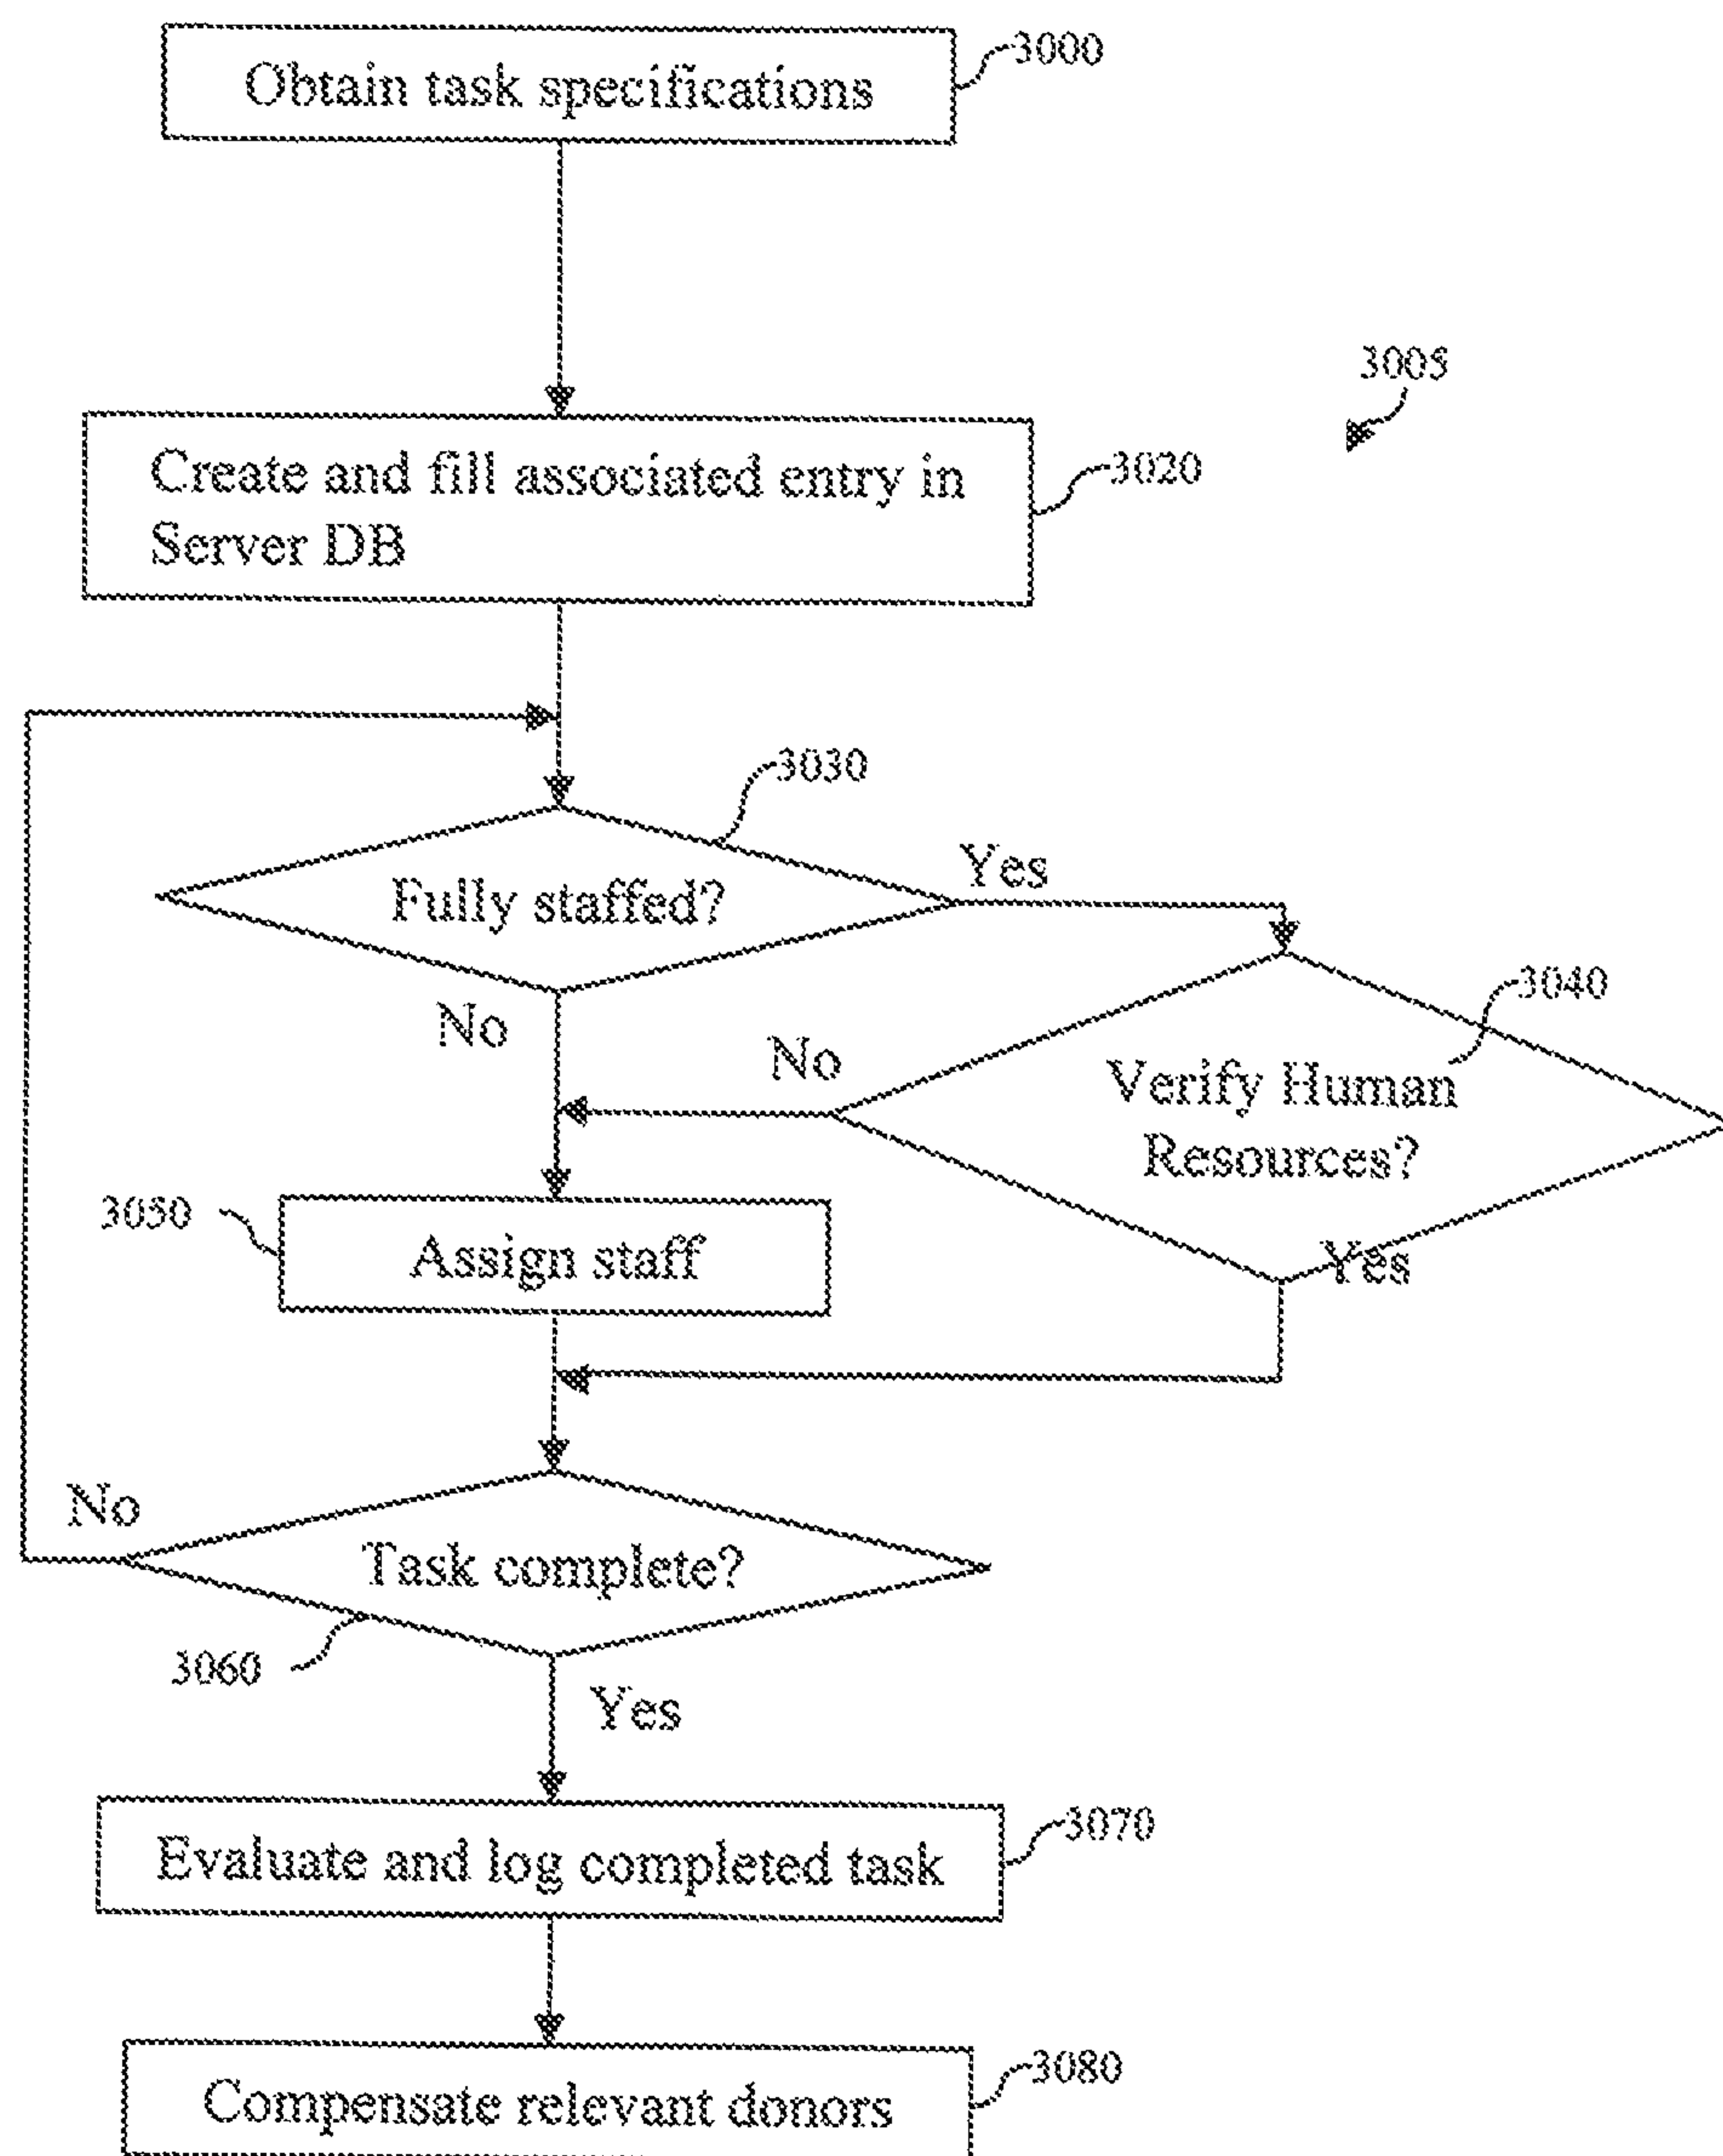 Obtain task specifications
3000
3005
Create and fill associated entry in
Server DB
3020
3030
Fully staffed?
Yes
No
3040
No
Verify Human
Resources?
Yes
3050
Assign staff
No
Task complete?
3060
Yes
Evaluate and log completed task
3070
Compensate relevant donors
3080